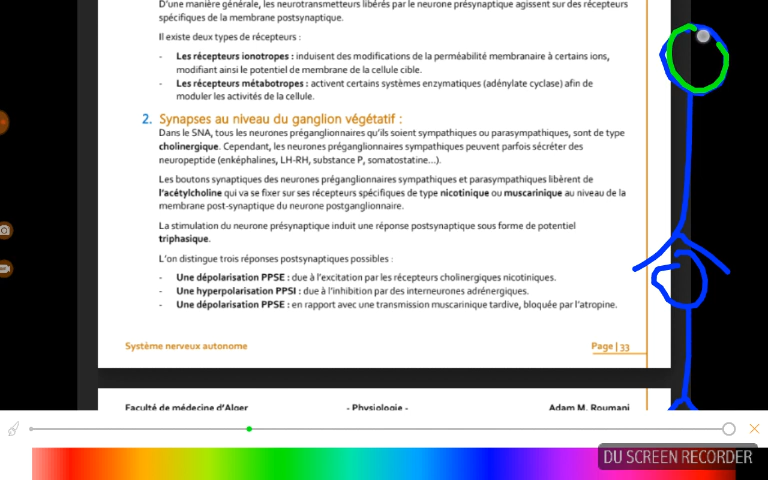 D'une manière générale, les neurotransmetteurs libérés par le neurone présynaptique agissent sur des récepteurs
spécifiques de la membrane postsynaptique.
Il existe deux types de récepteurs :
- Les récepteurs ionotropes : induisent des modifications de la perméabilité membranaire à certains ions,
modifiant ainsi le potentiel de membrane de la cellule cible.
- Les récepteurs métabotropes : activent certains systèmes enzymatiques (adénylate cyclase) afin de
moduler les activités de la cellule.
2. Synapses au niveau du ganglion végétatif :
Dans le SNA, tous les neurones préganglionnaires qu'ils soient sympathiques ou parasympathiques, sont de type
cholinergique. Cependant, les neurones préganglionnaires sympathiques peuvent parfois sécréter des
neuropeptide (enképhalines, LH-RH, substance P, somatostatine...).
Les boutons synaptiques des neurones préganglionnaires sympathiques et parasympathiques libèrent de
l'acétylcholine qui va se fixer sur ses récepteurs spécifiques de type nicotinique ou muscarinique au niveau de la
membrane post-synaptique du neurone postganglionnaire.
La stimulation du neurone présynaptique induit une réponse postsynaptique sous forme de potentiel
triphasique.
L'on distingue trois réponses postsynaptiques possibles :
- Une dépolarisation PPSE : due à l'excitation par les récepteurs cholinergiques nicotiniques.
- Une hyperpolarisation PPSI : due à l'inhibition par des interneurones adrénergiques.
- Une dépolarisation PPSE : en rapport avec une transmission muscarinique tardive, bloquée par l'atropine.
Système nerveux autonome Page | 33
Faculté de médecine d'Alger - Physiologie - Adam M. Roumani
DU SCREEN RECORDER